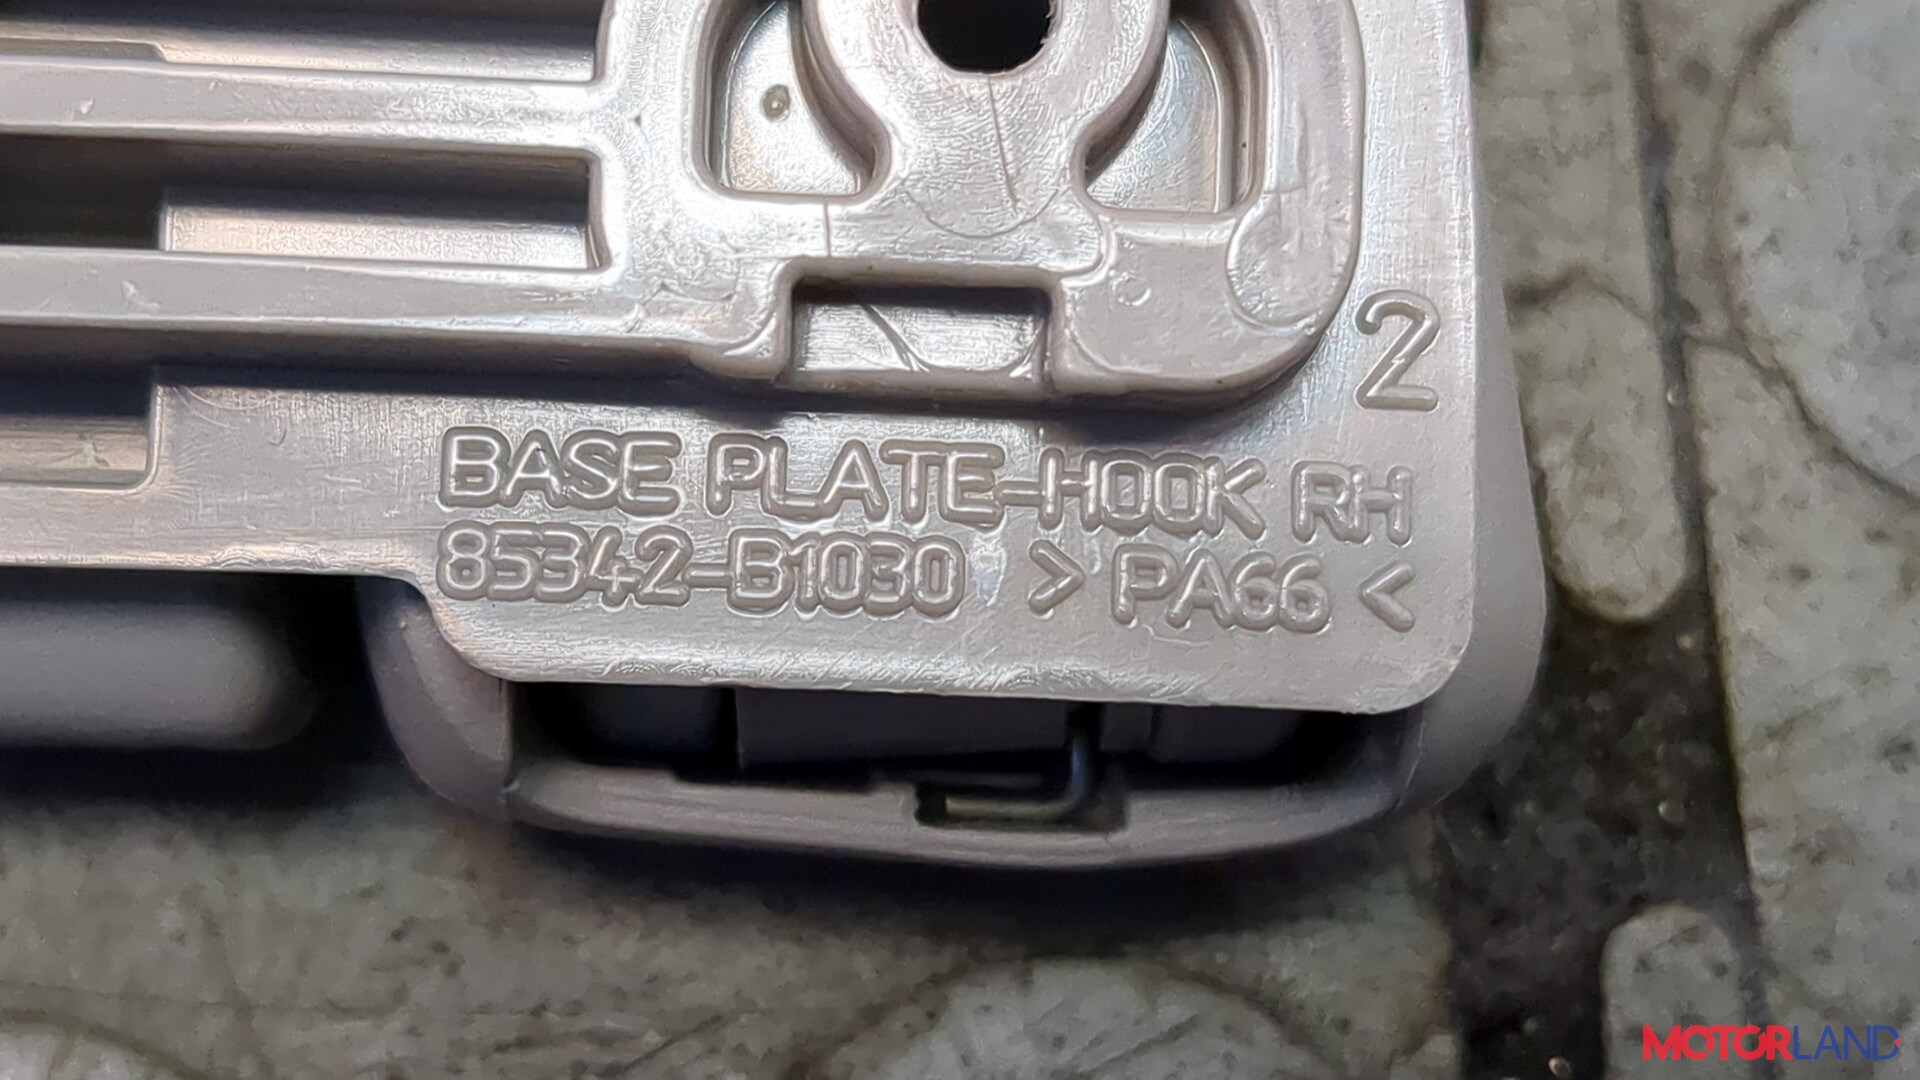 2
BASE PLATE-HOOK RH
85342-B1030 > PA66 <
MOTORLAND